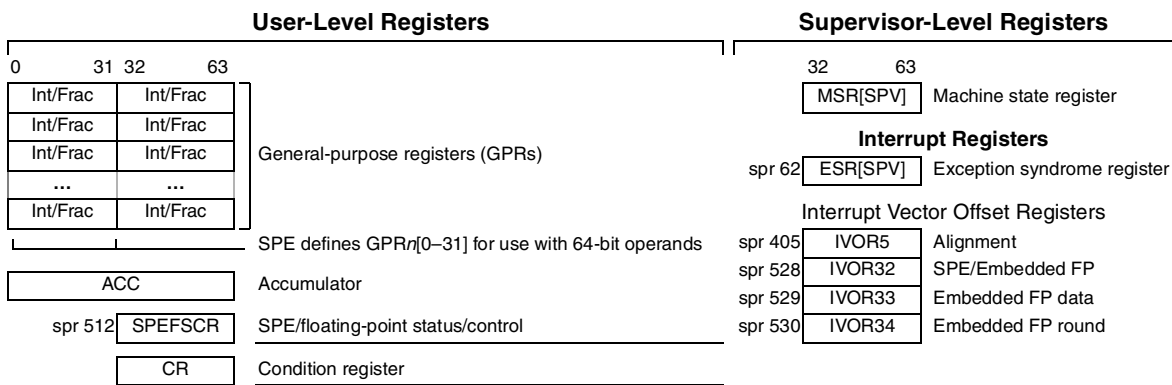 User-Level Registers
0 31 32 63
Int/Frac Int/Frac
Int/Frac Int/Frac
Int/Frac Int/Frac
... ...
Int/Frac Int/Frac
General-purpose registers (GPRs)
SPE defines GPRn[0–31] for use with 64-bit operands
ACC Accumulator
spr 512 SPEFSCR SPE/floating-point status/control
CR Condition register
Supervisor-Level Registers
32 63
MSR[SPV] Machine state register
Interrupt Registers
spr 62 ESR[SPV] Exception syndrome register
Interrupt Vector Offset Registers
spr 405 IVOR5 Alignment
spr 528 IVOR32 SPE/Embedded FP
spr 529 IVOR33 Embedded FP data
spr 530 IVOR34 Embedded FP round